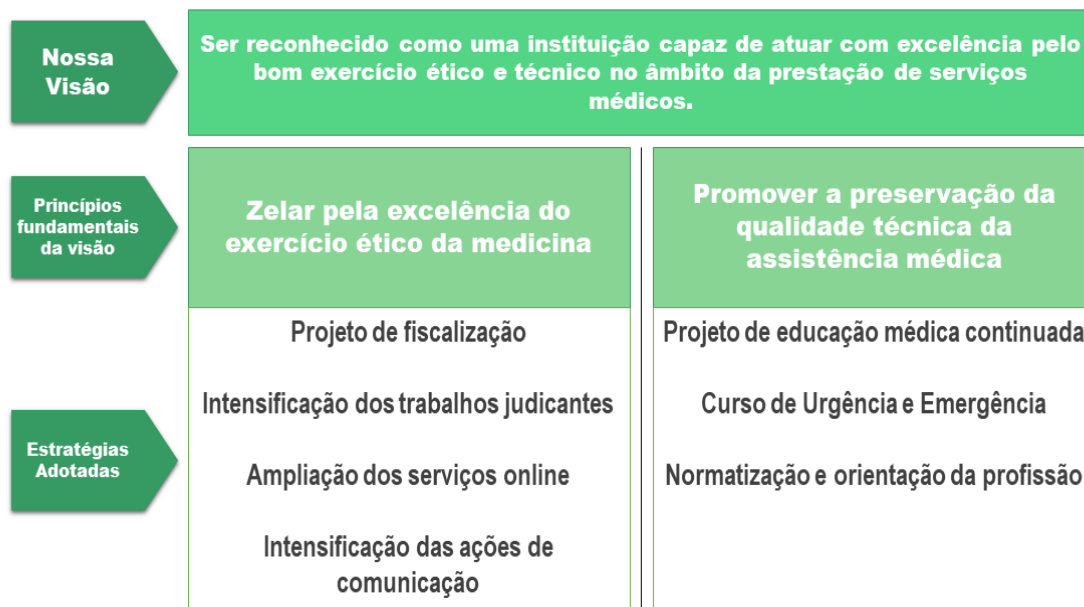 Nossa
Visão
Ser reconhecido como uma instituição capaz de atuar com excelência pelo
bom exercício ético e técnico no âmbito da prestação de serviços
médicos.
Princípios
fundamentais
da visão
Zelar pela excelência do
exercício ético da medicina
Promover a preservação da
qualidade técnica da
assistência médica
Estratégias
Adotadas
Projeto de fiscalização
Intensificação dos trabalhos judicantes
Ampliação dos serviços online
Intensificação das ações de
comunicação
Projeto de educação médica continuada
Curso de Urgência e Emergência
Normatização e orientação da profissão